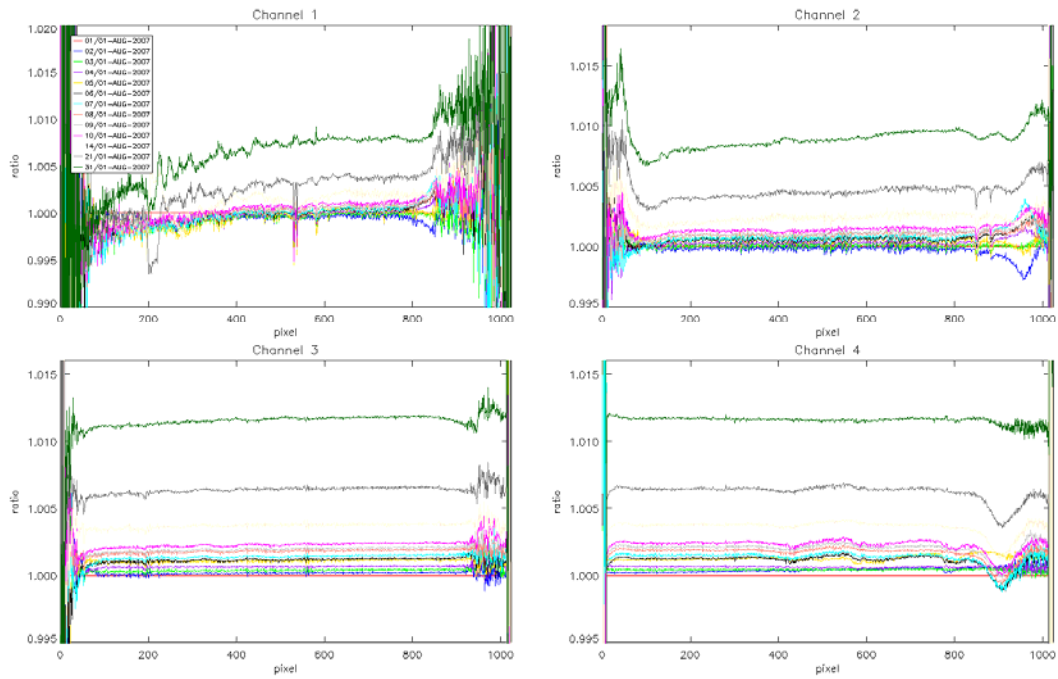 Channel 1
1.020
1.015
1.010
1.005
1.000
0.995
0.990
ratio
01/01-AUG-2007
02/01-AUG-2007
03/01-AUG-2007
04/01-AUG-2007
05/01-AUG-2007
06/01-AUG-2007
07/01-AUG-2007
08/01-AUG-2007
09/01-AUG-2007
10/01-AUG-2007
14/01-AUG-2007
21/01-AUG-2007
31/01-AUG-2007
0 200 400 600 800 1000
pixel
Channel 2
1.015
1.010
1.005
1.000
0.995
ratio
0 200 400 600 800 1000
pixel
Channel 3
1.015
1.010
1.005
1.000
0.995
ratio
0 200 400 600 800 1000
pixel
Channel 4
1.015
1.010
1.005
1.000
0.995
ratio
0 200 400 600 800 1000
pixel